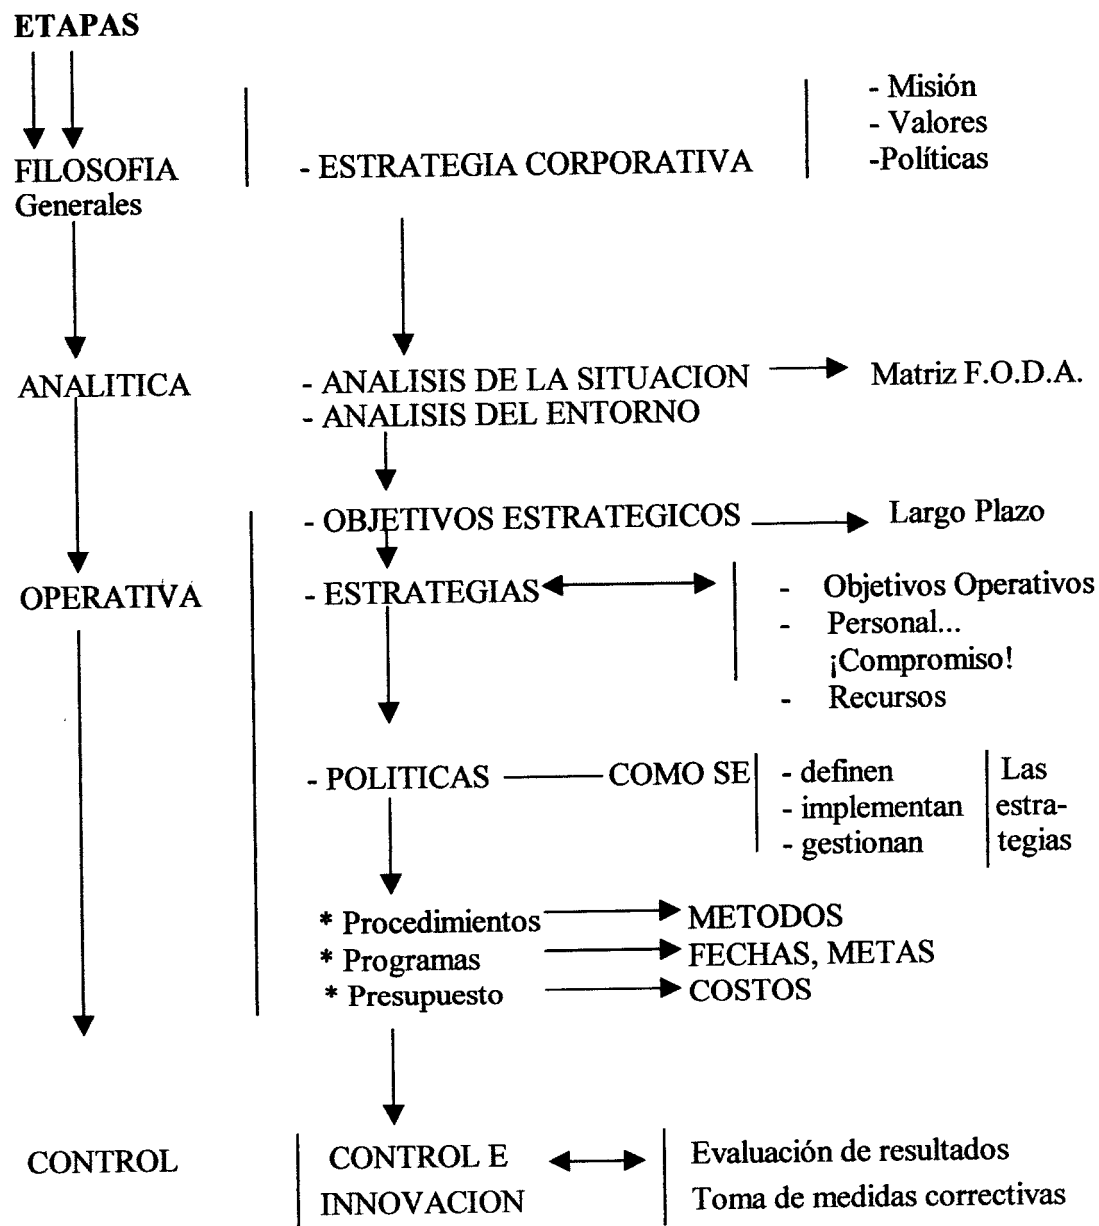 ETAPAS
- Misión
- Valores
-Políticas
FILOSOFIA
Generales
- ESTRATEGIA CORPORATIVA
ANALITICA
- ANALISIS DE LA SITUACION
Matriz F.O.D.A.
- ANALISIS DEL ENTORNO
- OBJETIVOS ESTRATEGICOS
Largo Plazo
OPERATIVA
- ESTRATEGIAS
- Objetivos Operativos
- Personal...
¡Compromiso!
- Recursos
- POLITICAS
COMO SE
- definen
- implementan
- gestionan
Las
estra-
tegias
* Procedimientos
METODOS
* Programas
FECHAS, METAS
* Presupuesto
COSTOS
CONTROL
CONTROL E
INNOVACION
Evaluación de resultados
Toma de medidas correctivas